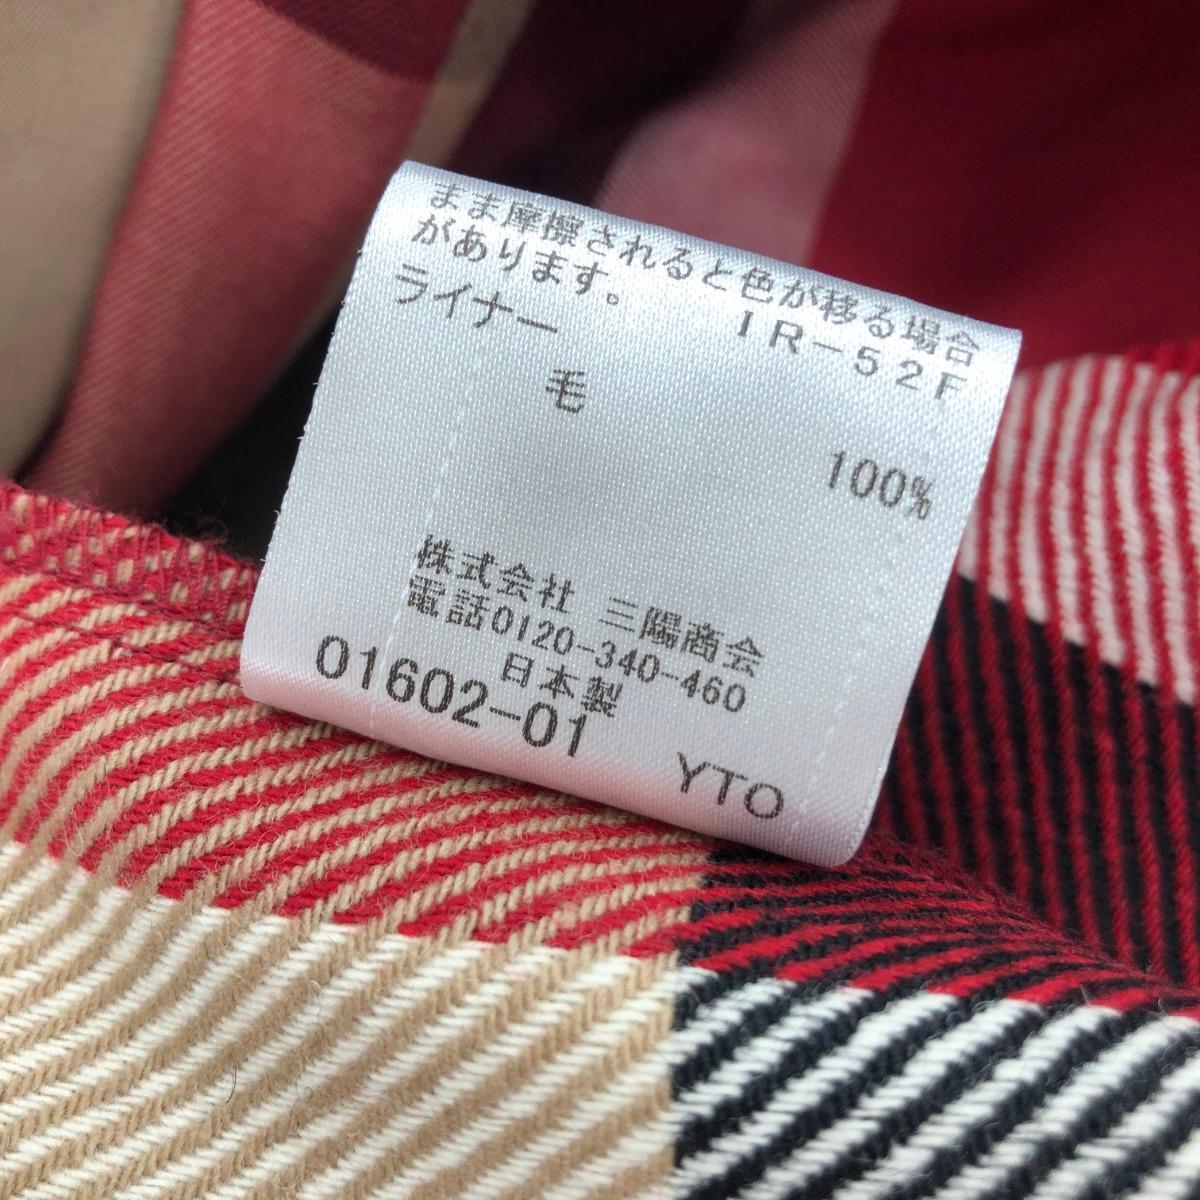 まま摩擦されると色が移る場合
があります。 IR-52F
ライナー
毛
100%
株式会社 三陽商会
電話0120-340-460
日本製
01602-01
YTO